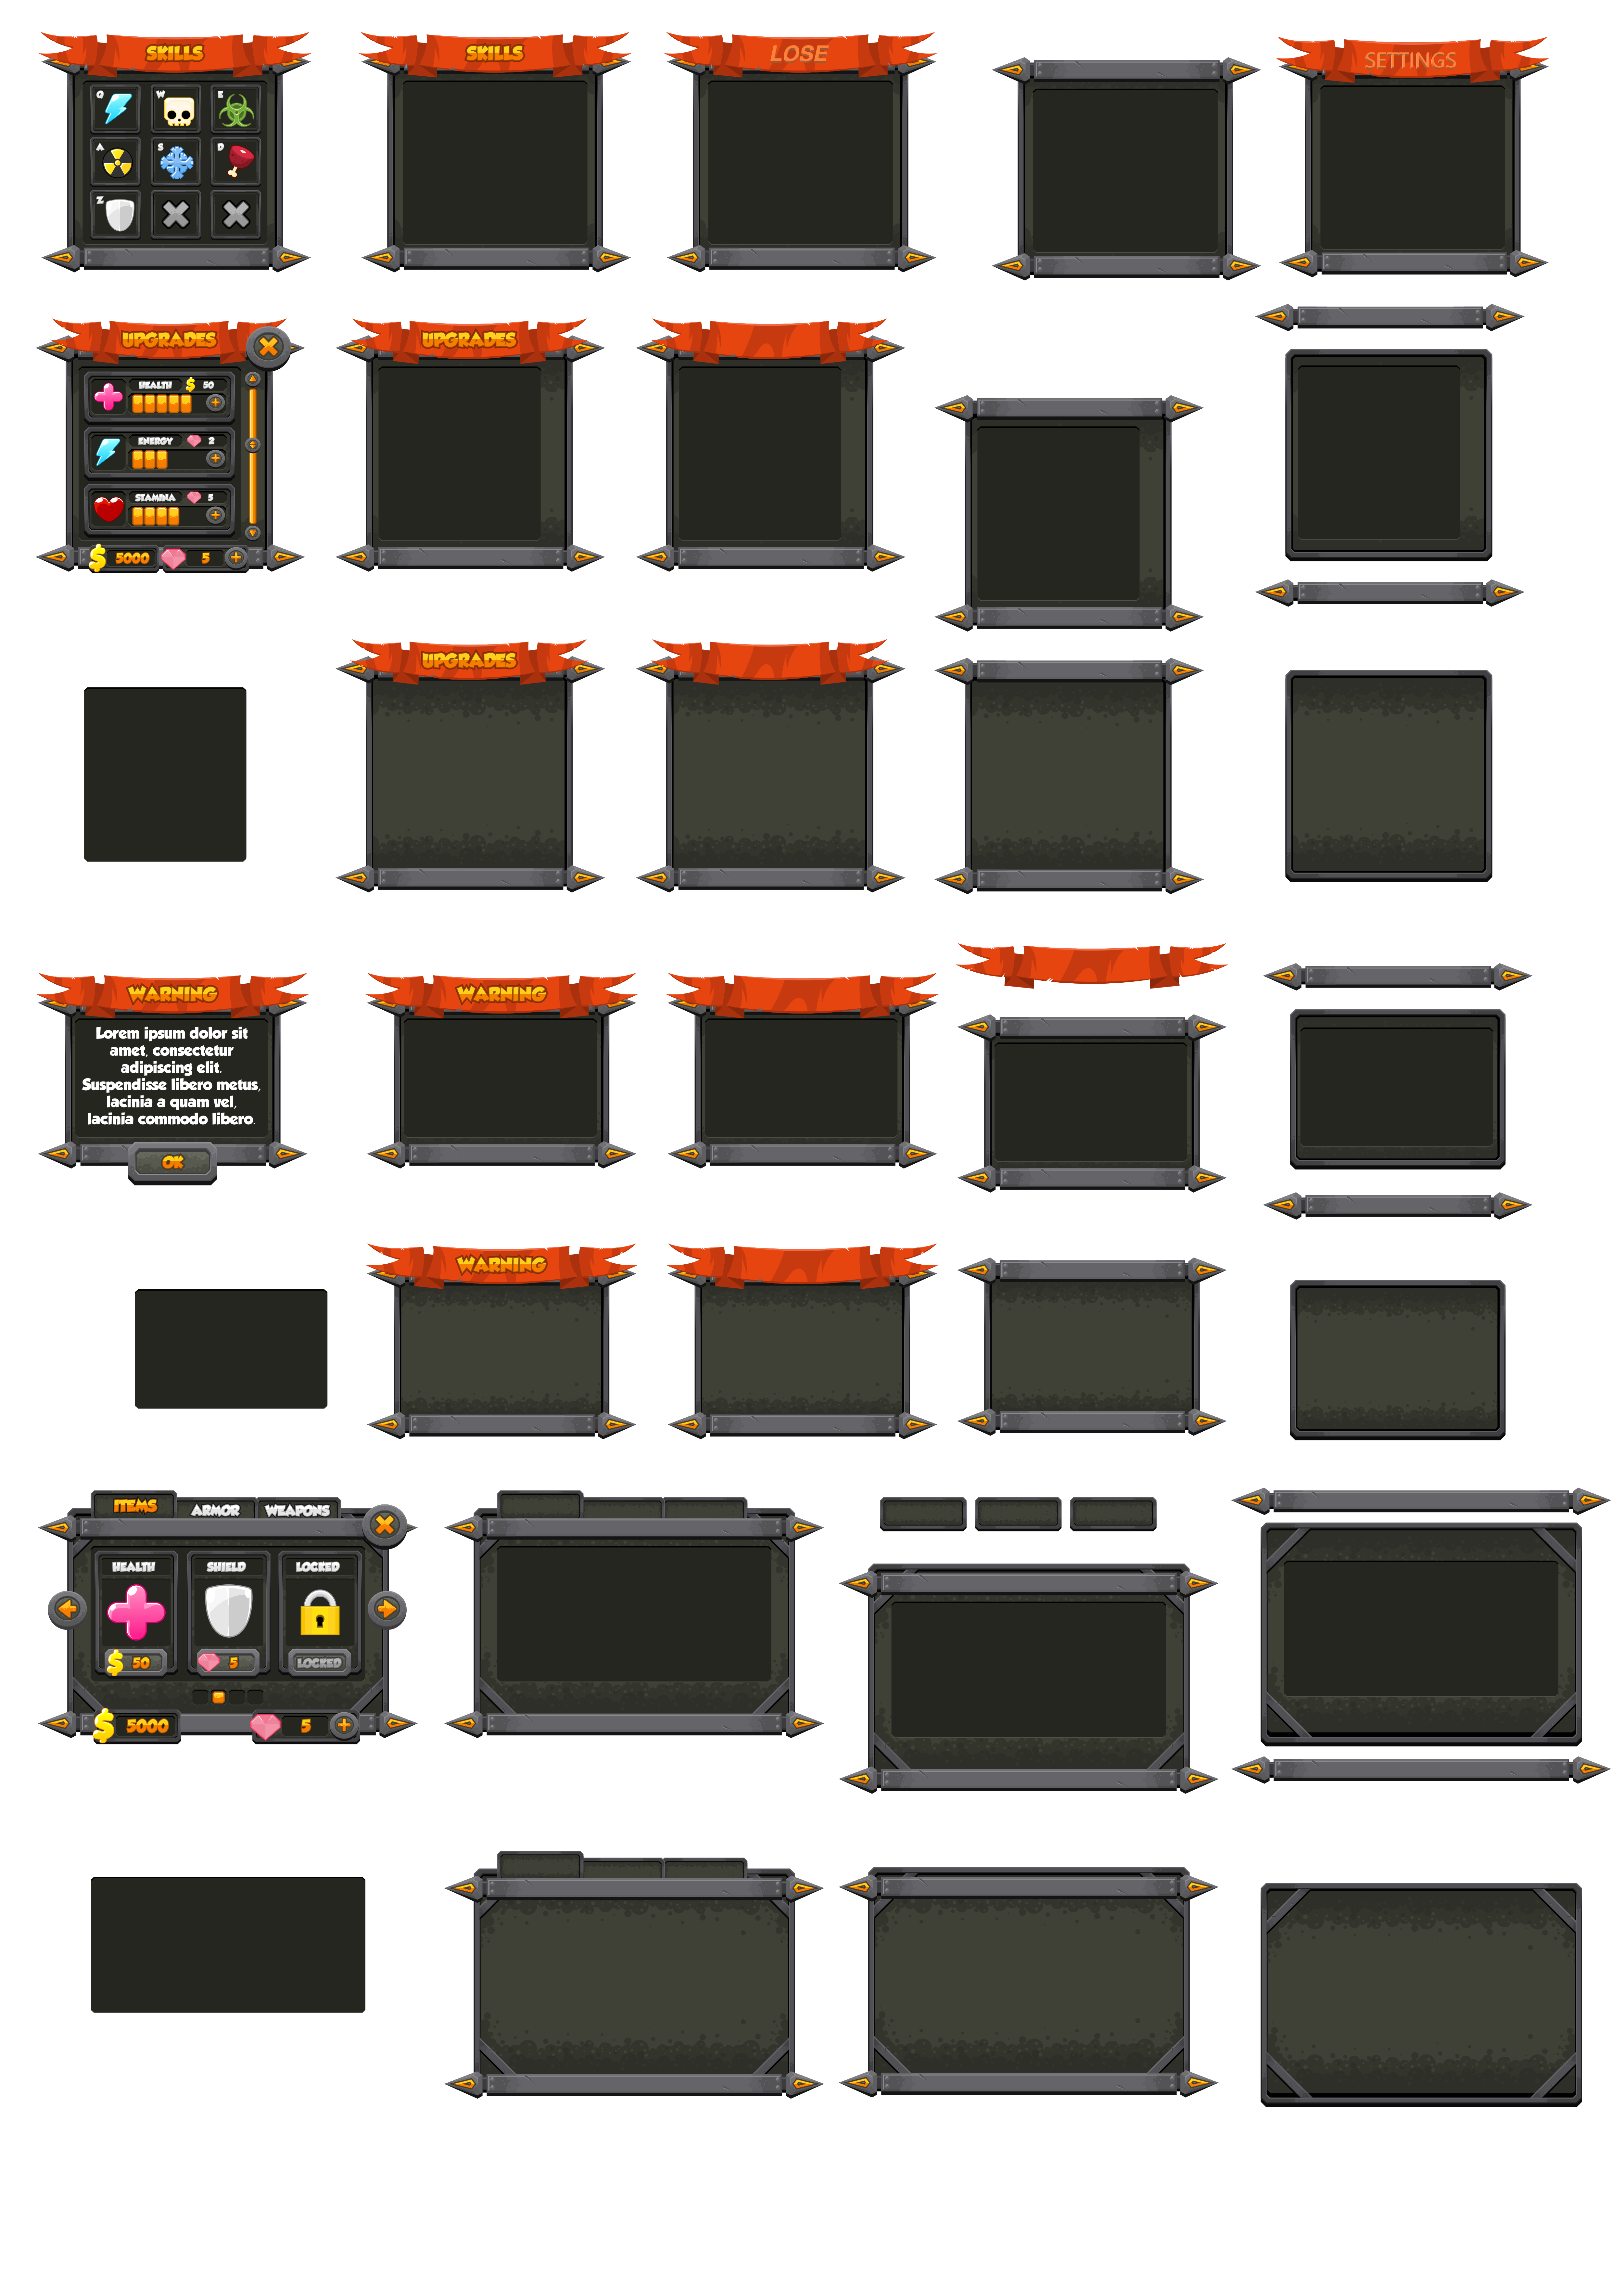 SKILLS
SKILLS
LOSE
SETTINGS
Q
W
E
A
S
D
Z
UPGRADES
UPGRADES
HEALTH $ 50
ENERGY 2
STAMINA 5
$ 5000 5
UPGRADES
WARNING
WARNING
Lorem ipsum dolor sit
amet, consectetur
adipiscing elit.
Suspendisse libero metus,
lacinia a quam vel,
lacinia commodo libero.
OK
WARNING
ITEMS
ARMOR
WEAPONS
HEALTH
SHIELD
LOCKED
$ 50
5
LOCKED
$ 5000
5